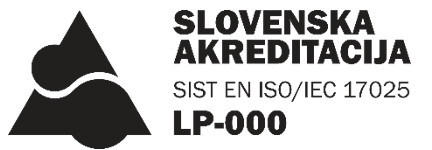 SLOVENSKA
AKREDITACIJA
SIST EN ISO/IEC 17025
LP-000